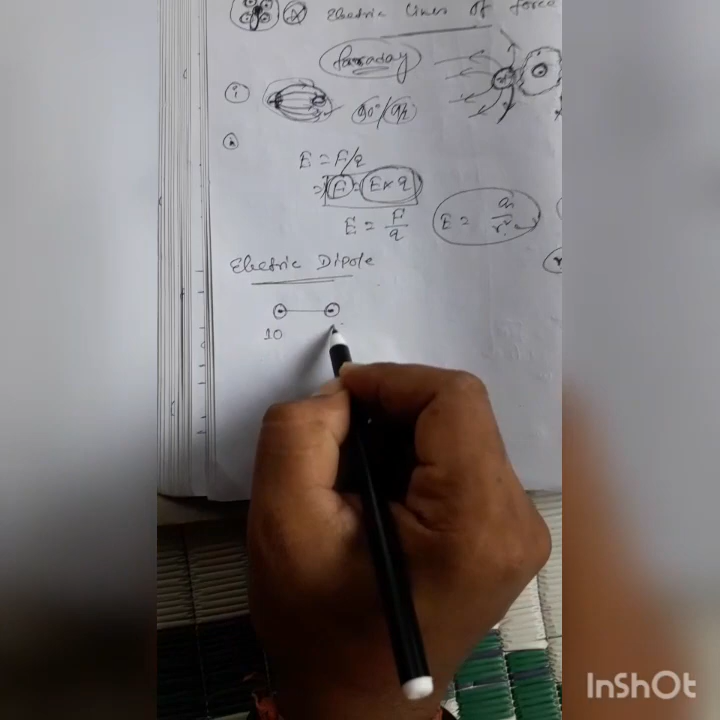 Electric lines of force
faraday
i
90°/
E = F/q
= F = E x q
E = F/q
E =
Electric Dipole
10
InShOt